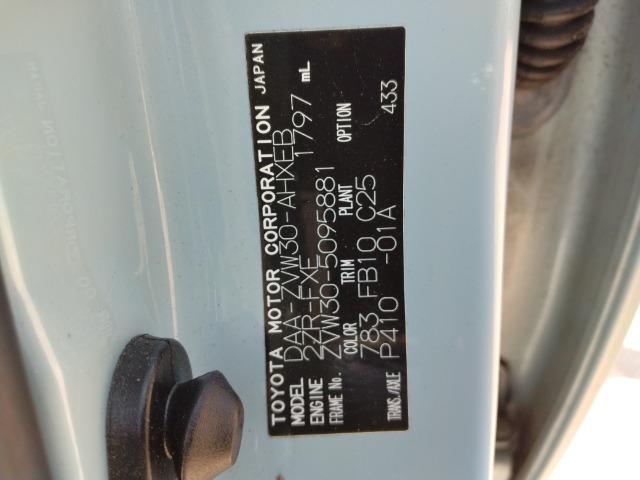 TOYOTA MOTOR CORPORATION JAPAN
MODEL DAA-ZVW30-AHXEB
ENGINE 2ZR-FXE 1797 mL
FRAME No. ZVW30-5095881
COLOR TRIM PLANT OPTION
783 FB10 C25 433
TRANS./AXLE P410 -01A